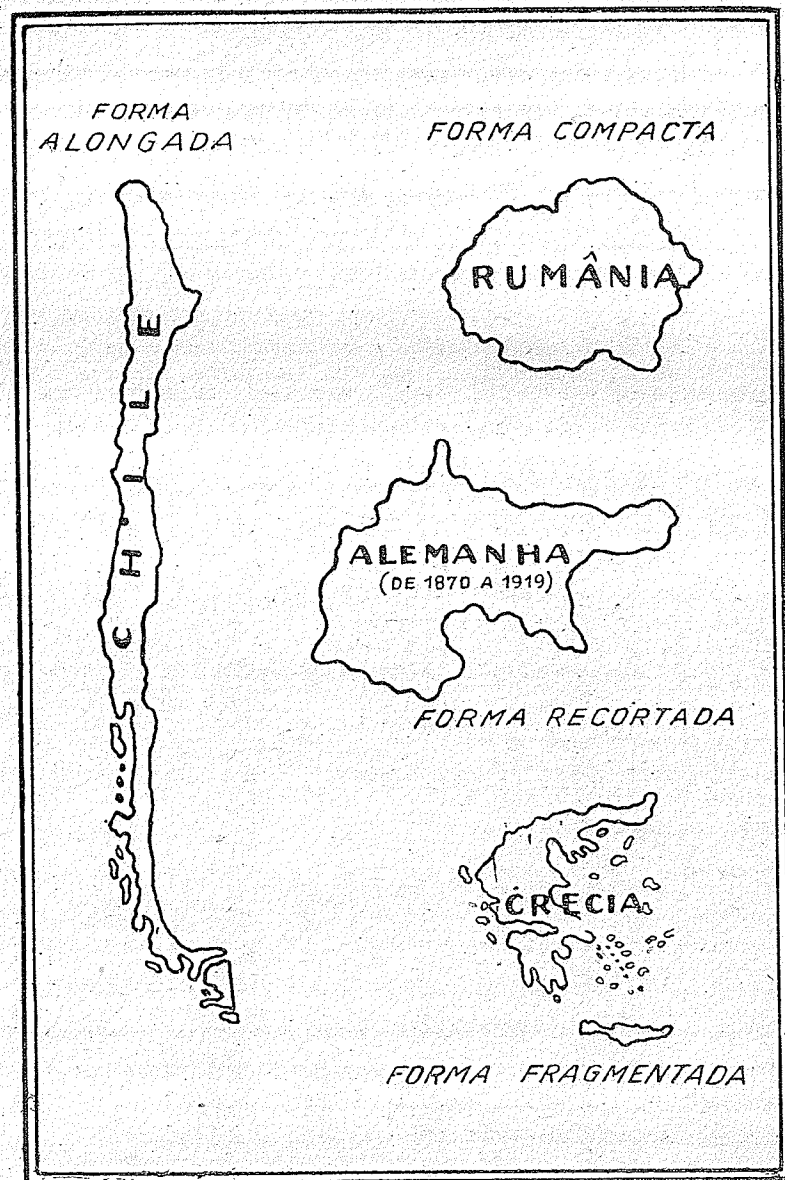 FORMA
ALONGADA
CHILE
FORMA COMPACTA
RUMÂNIA
ALEMANHA
(DE 1870 A 1919)
FORMA RECORTADA
GRECIA
FORMA FRAGMENTADA